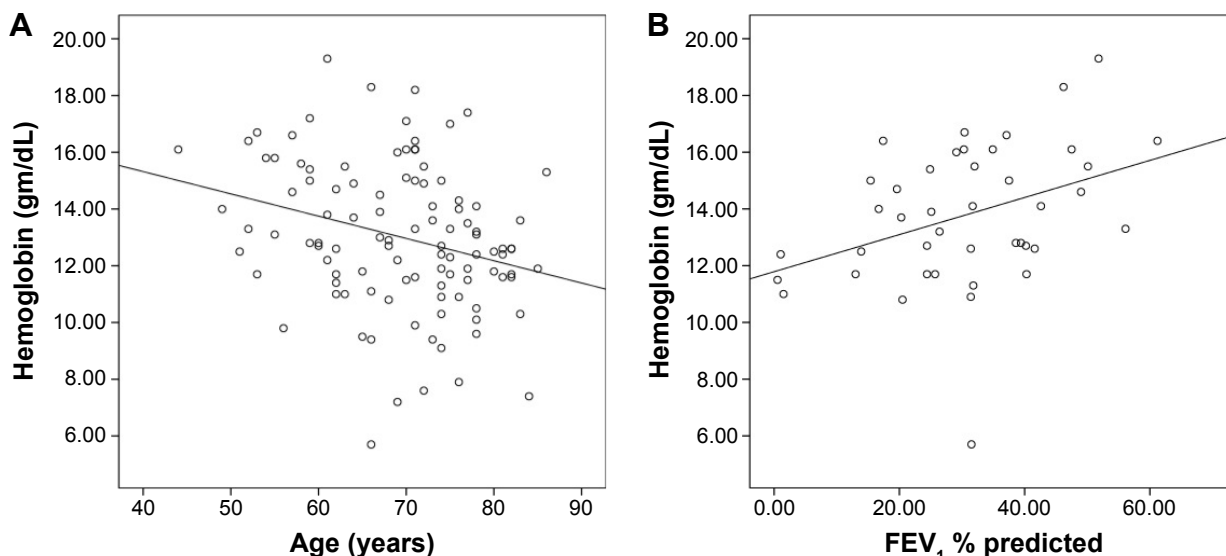 A
20.00
18.00
16.00
14.00
12.00
10.00
8.00
6.00
Hemoglobin (gm/dL)
40 50 60 70 80 90
Age (years)
B
20.00
18.00
16.00
14.00
12.00
10.00
8.00
6.00
Hemoglobin (gm/dL)
0.00 20.00 40.00 60.00
FEV₁ % predicted